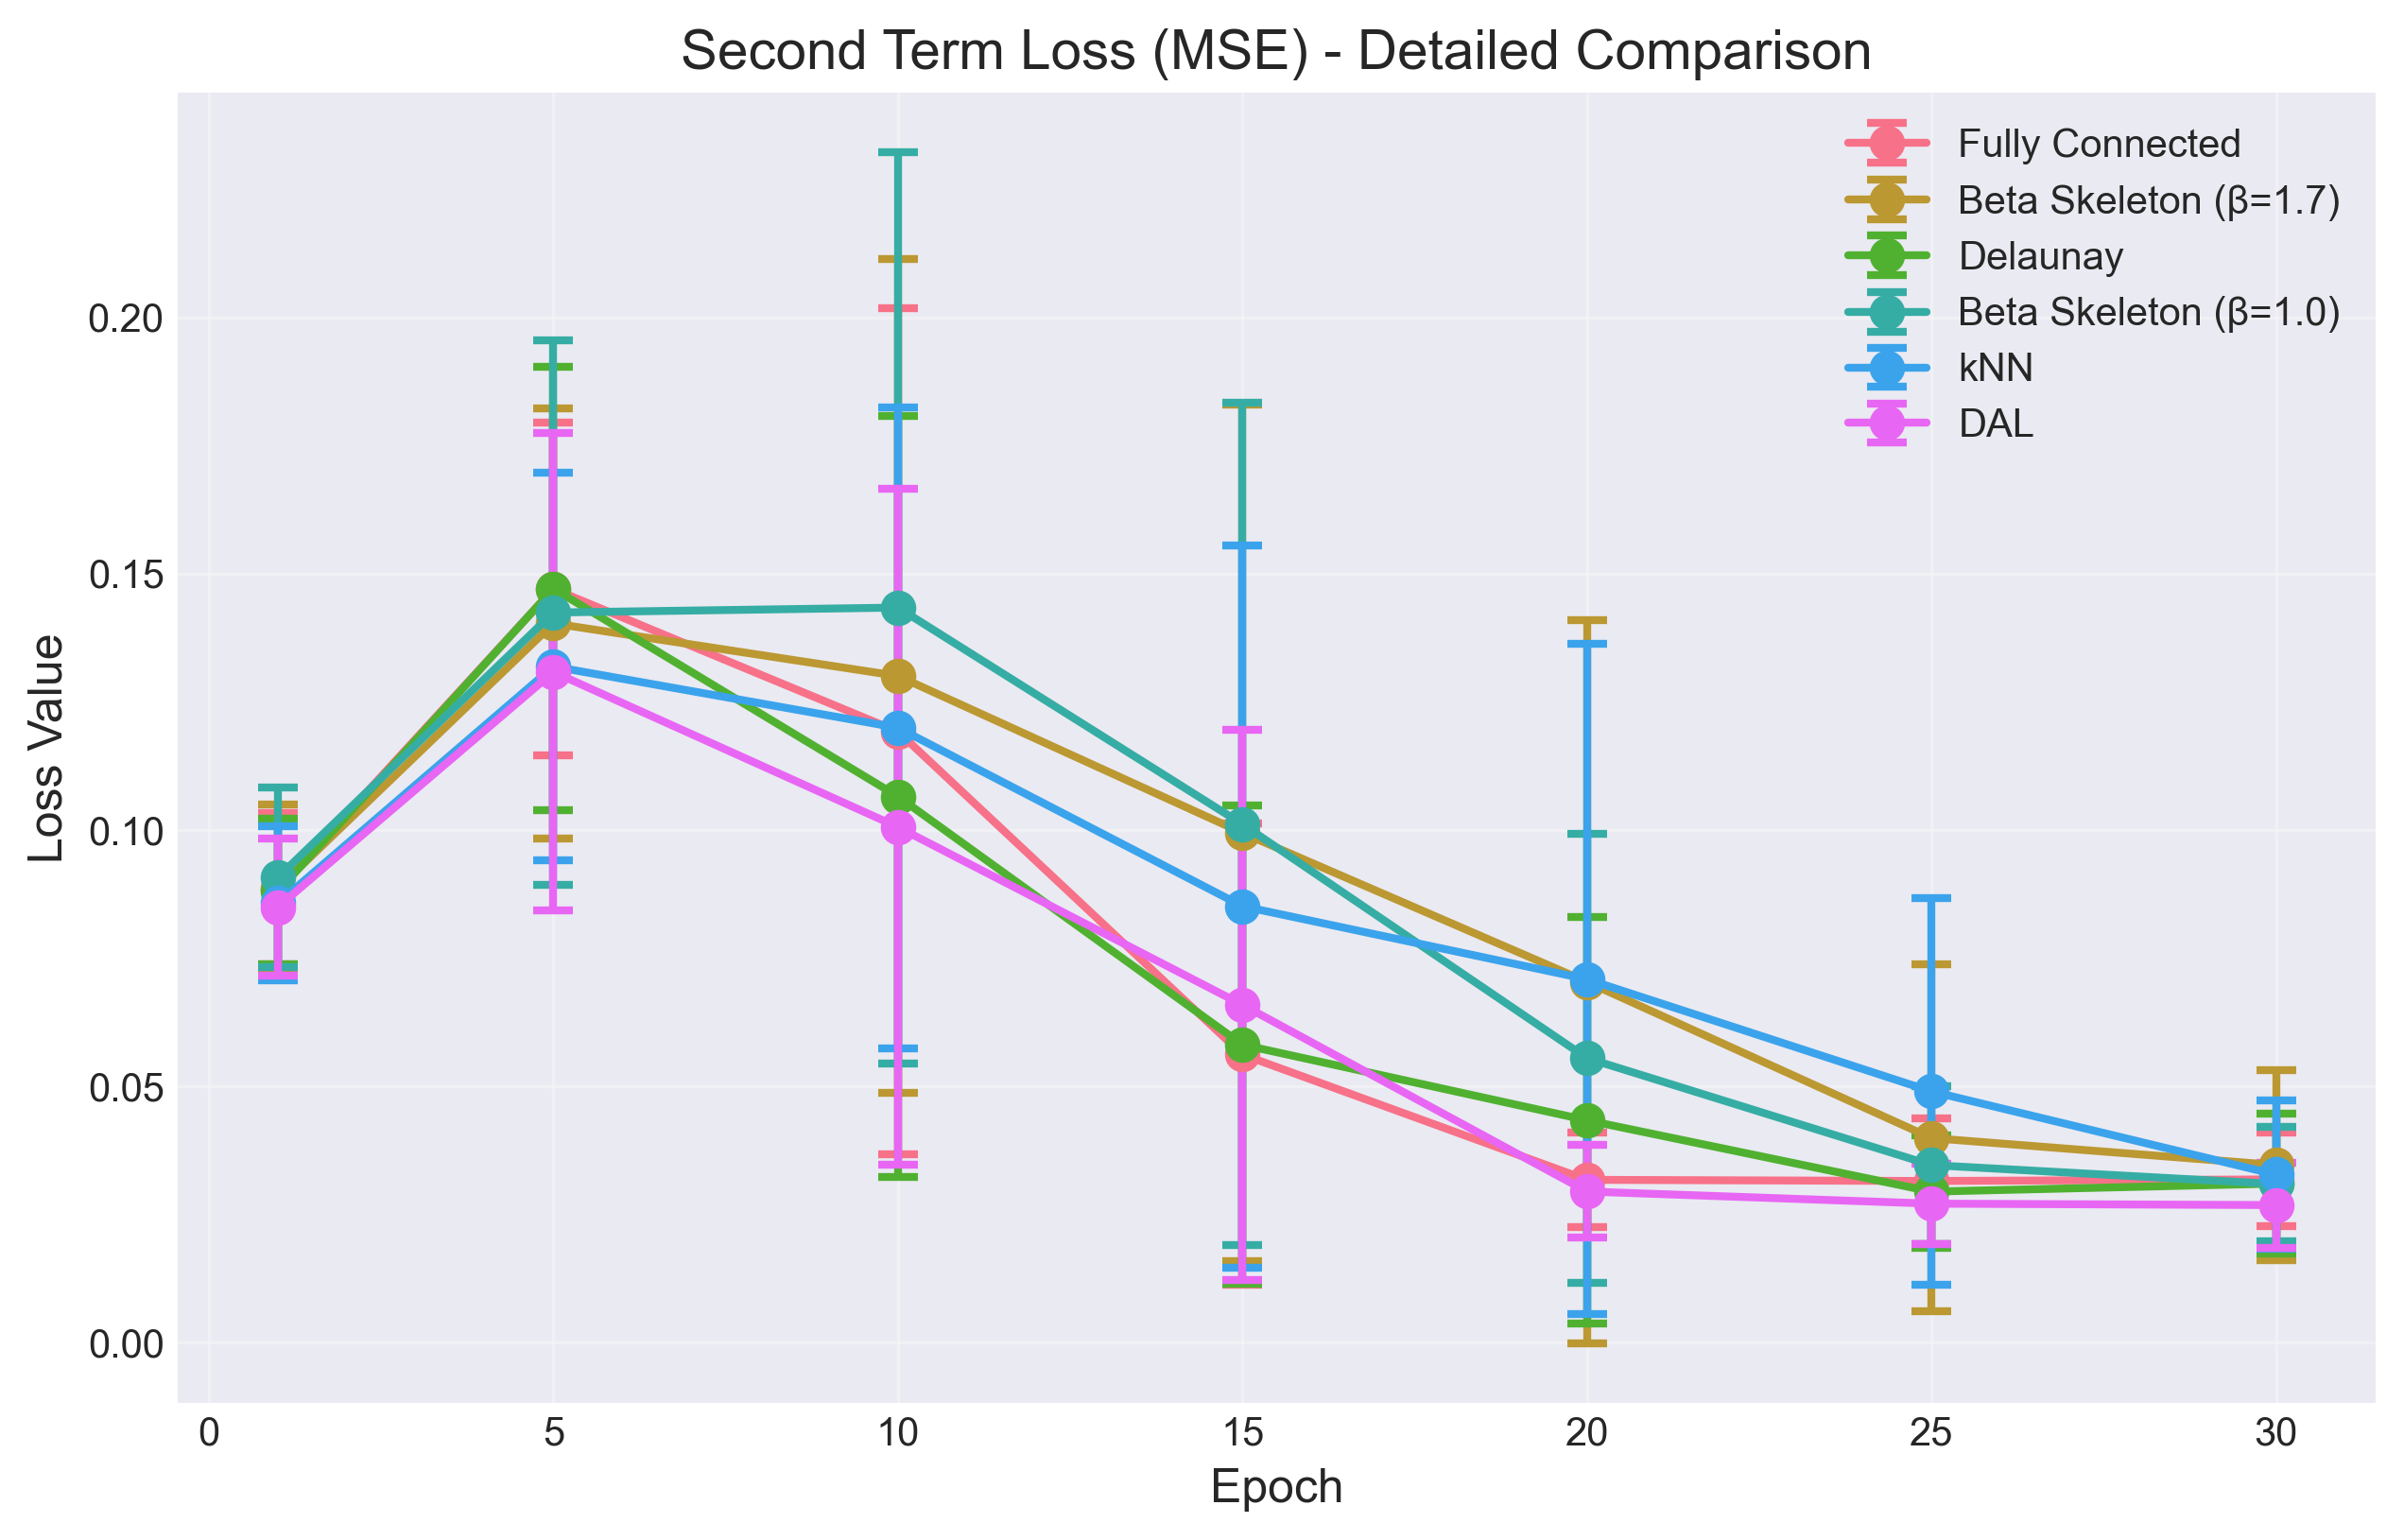 Second Term Loss (MSE) - Detailed Comparison
Fully Connected
Beta Skeleton (β=1.7)
Delaunay
Beta Skeleton (β=1.0)
kNN
DAL
Loss Value
0.20
0.15
0.10
0.05
0.00
0 5 10 15 20 25 30
Epoch